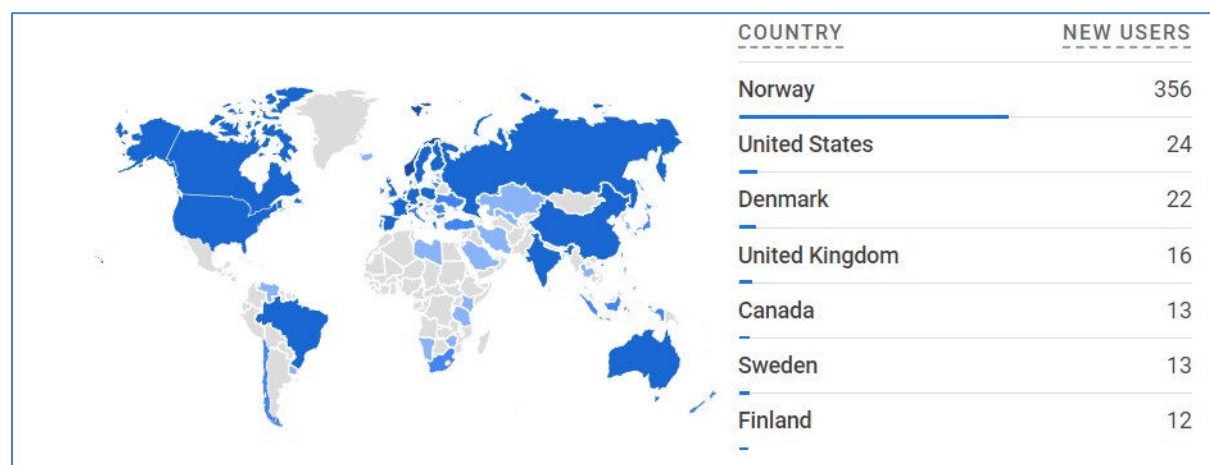 COUNTRY NEW USERS
Norway 356
United States 24
Denmark 22
United Kingdom 16
Canada 13
Sweden 13
Finland 12